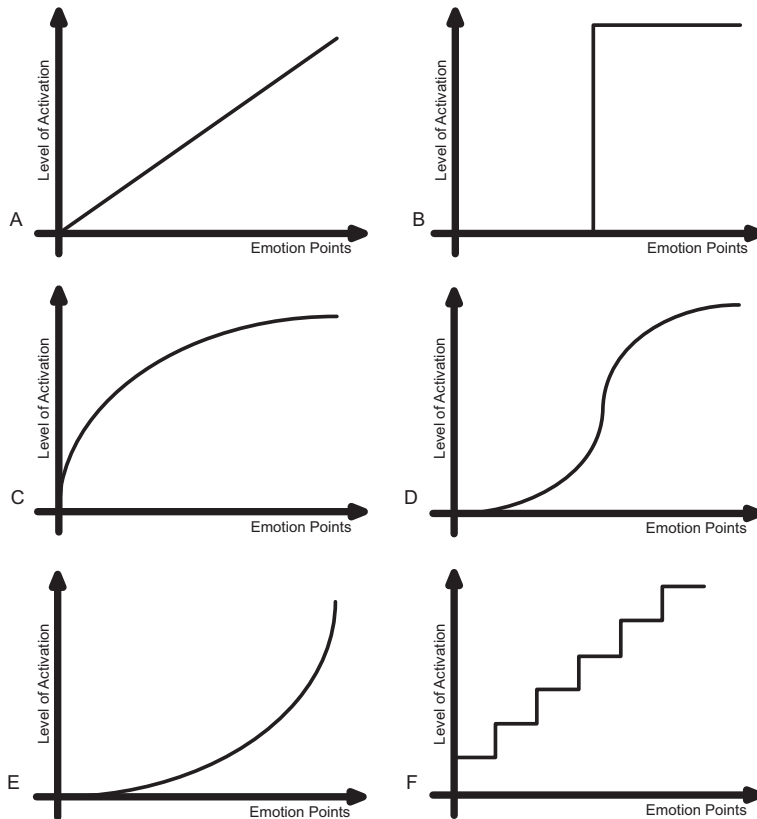 Level of Activation
A
Emotion Points
Level of Activation
B
Emotion Points
Level of Activation
C
Emotion Points
Level of Activation
D
Emotion Points
Level of Activation
E
Emotion Points
Level of Activation
F
Emotion Points